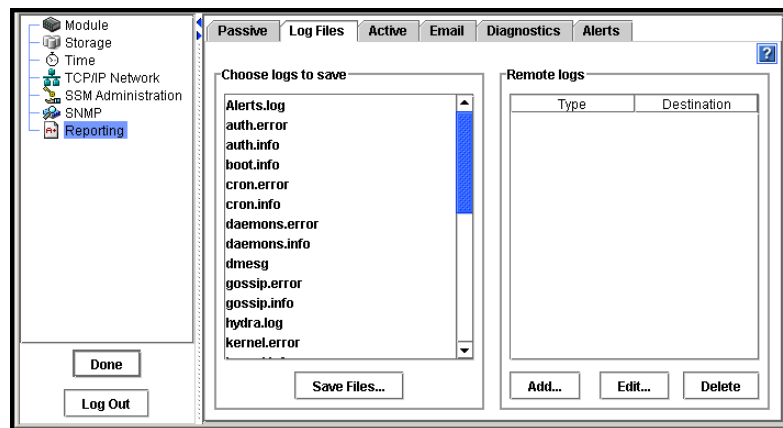 Module
Storage
Time
TCP/IP Network
SSM Administration
SNMP
Reporting
Done
Log Out
Passive Log Files Active Email Diagnostics Alerts
?
Choose logs to save
Alerts.log
auth.error
auth.info
boot.info
cron.error
cron.info
daemons.error
daemons.info
dmesg
gossip.error
gossip.info
hydra.log
kernel.error
Save Files...
Remote logs
Type Destination
Add... Edit... Delete